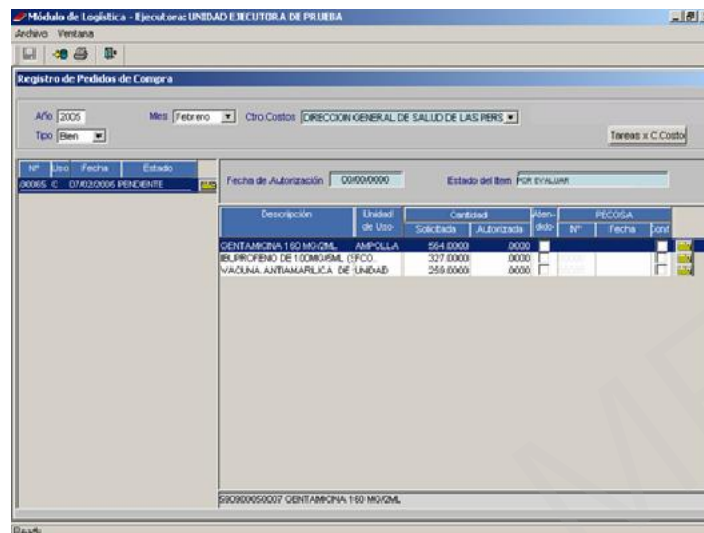 Módulo de Logística - Ejecutora: UNIDAD EJECUTORA DE PRUEBA
Archivo Ventana
Registro de Pedidos de Compra
Año 2005 Mes Febrero Ctro.Costos DIRECCION GENERAL DE SALUD DE LAS PERS
Tipo Bien Tareas x C.Costo
Nº Uso Fecha Estado
00065 C 07/02/2005 PENDIENTE
Fecha de Autorización 00/00/0000 Estado del Item POR EVALUAR
Descripción Unidad de Uso Cantidad Aten- dido PECOSA
Solicitada Autorizada Nº Fecha Conf
GENTAMICINA 160 MG/2ML AMPOLLA 564.0000 .0000
IBUPROFENO DE 100MG/5ML (SFCO. 327.0000 .0000
VACUNA ANTIAMARILICA DE UNIDAD 259.0000 .0000
GENTAMICINA 160 MG/2ML
Ready